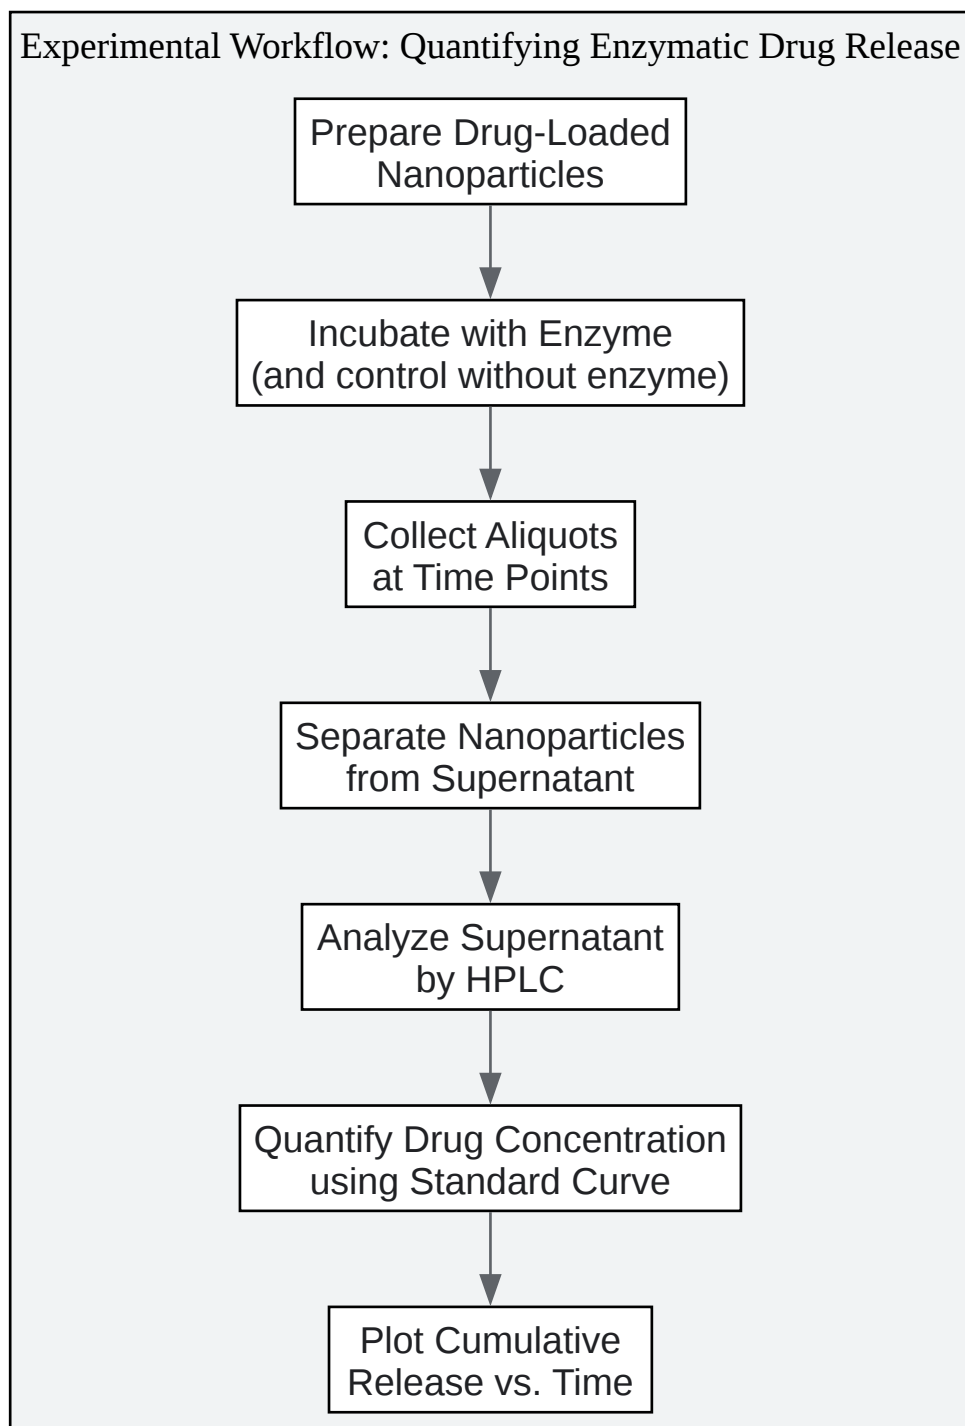 Experimental Workflow: Quantifying Enzymatic Drug Release
Prepare Drug-Loaded
Nanoparticles
Incubate with Enzyme
(and control without enzyme)
Collect Aliquots
at Time Points
Separate Nanoparticles
from Supernatant
Analyze Supernatant
by HPLC
Quantify Drug Concentration
using Standard Curve
Plot Cumulative
Release vs. Time